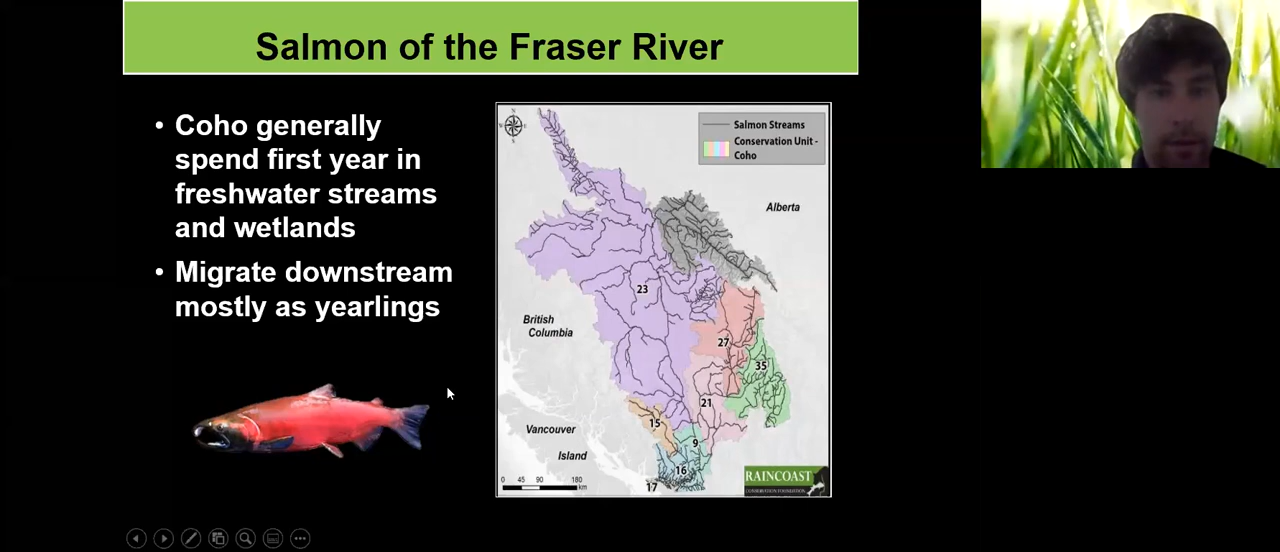 Salmon of the Fraser River
• Coho generally
spend first year in
freshwater streams
and wetlands
• Migrate downstream
mostly as yearlings
N
W E
S
Salmon Streams
Conservation Unit -
Coho
Alberta
23
British
Columbia
27
35
21
15
9
Vancouver
Island
16
17
0 45 90 180
km
RAINCOAST
CONSERVATION FOUNDATION